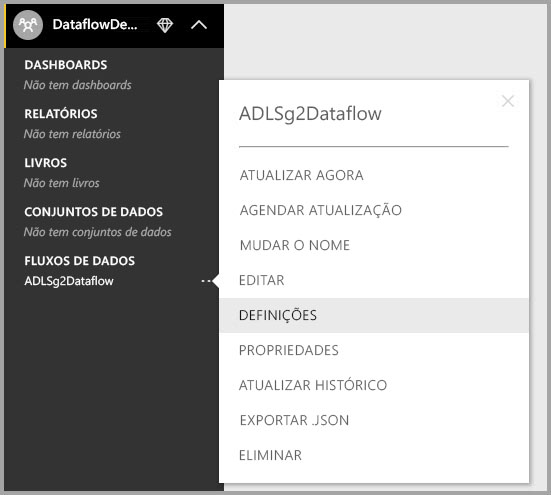 DataflowDe...
DASHBOARDS
Não tem dashboards
RELATÓRIOS
Não tem relatórios
LIVROS
Não tem livros
CONJUNTOS DE DADOS
Não tem conjuntos de dados
FLUXOS DE DADOS
ADLSg2Dataflow
ADLSg2Dataflow
ATUALIZAR AGORA
AGENDAR ATUALIZAÇÃO
MUDAR O NOME
EDITAR
DEFINIÇÕES
PROPRIEDADES
ATUALIZAR HISTÓRICO
EXPORTAR .JSON
ELIMINAR